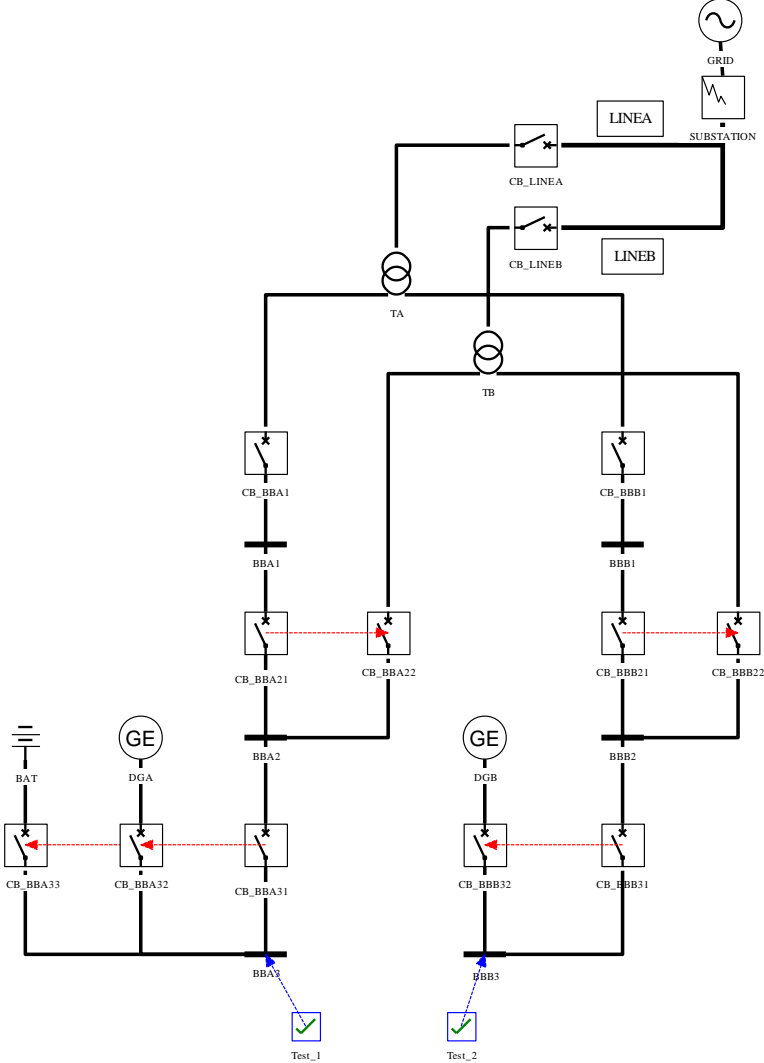 GRID
SUBSTATION
LINEA
CB_LINEA
CB_LINEB
LINEB
TA
TB
CB_BBA1
CB_BBB1
BBA1
BBB1
CB_BBA21
CB_BBA22
CB_BBB21
CB_BBB22
GE
GE
BBA2
BBB2
BAT
DGA
DGB
CB_BBA33
CB_BBA32
CB_BBA31
CB_BBB32
CB_BBB31
BBA3
BBB3
Test_1
Test_2